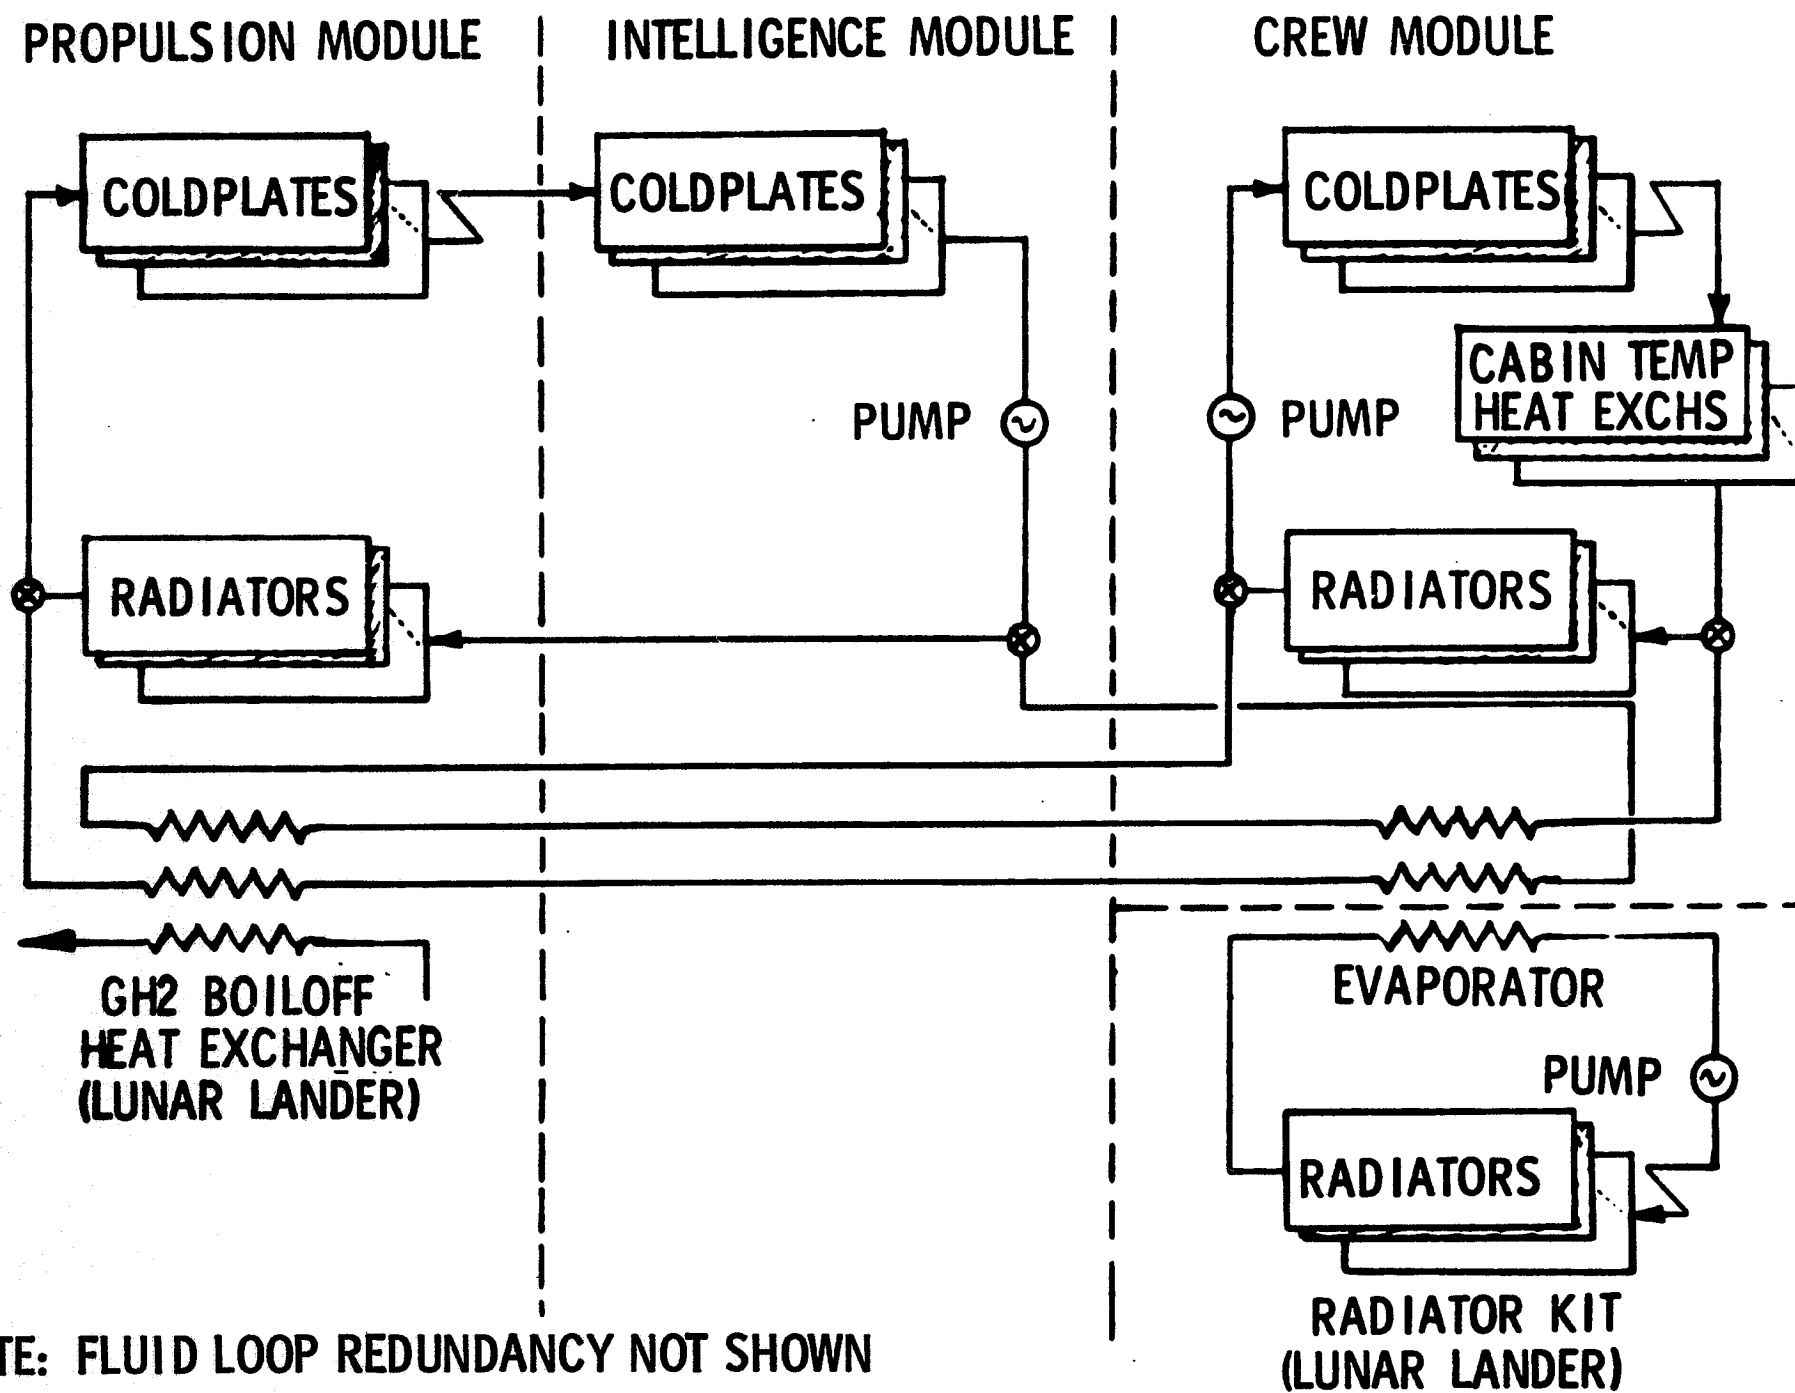 PROPULSION MODULE
INTELLIGENCE MODULE
CREW MODULE
COLDPLATES
COLDPLATES
COLDPLATES
CABIN TEMP
HEAT EXCHS
PUMP
PUMP
RADIATORS
RADIATORS
GH2 BOILOFF
HEAT EXCHANGER
(LUNAR LANDER)
EVAPORATOR
PUMP
RADIATORS
RADIATOR KIT
(LUNAR LANDER)
TE: FLUID LOOP REDUNDANCY NOT SHOWN